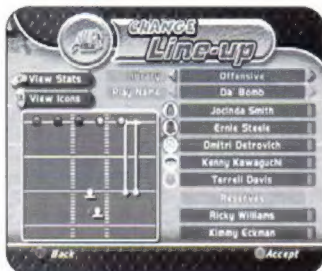 CHANGE
Line-up
View Stats
View Icons
Library
Offensive
Play Name
Da' Bomb
Jocinda Smith
Ernie Steele
Dmitri Detrovich
Kenny Kawaguchi
Terrell Davis
Reserves
Ricky Williams
Kimmy Eckman
Back
Accept